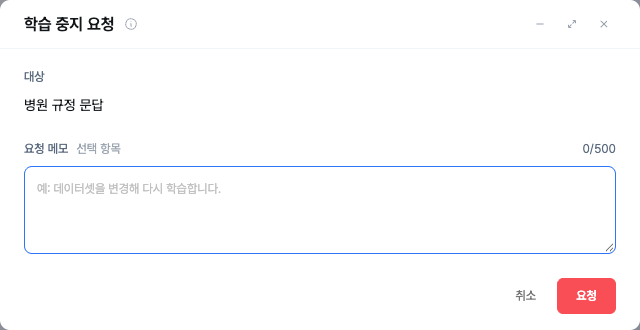 학습 중지 요청
대상
병원 규정 문답
요청 메모 선택 항목 0/500
예: 데이터셋을 변경해 다시 학습합니다.
취소 요청